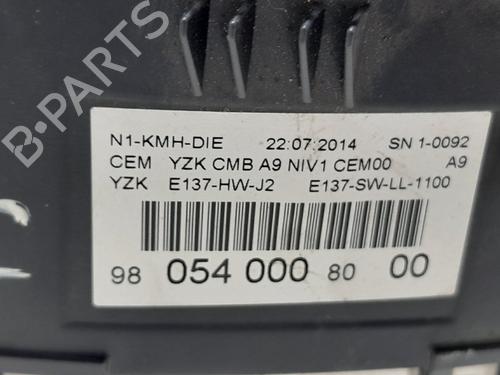 B-PARTS
N1-KMH-DIE 22.07.2014 SN 1-0092
CEM YZK CMB A9 NIV1 CEM00 A9
YZK E137-HW-J2 E137-SW-LL-1100
98 054 000 80 00